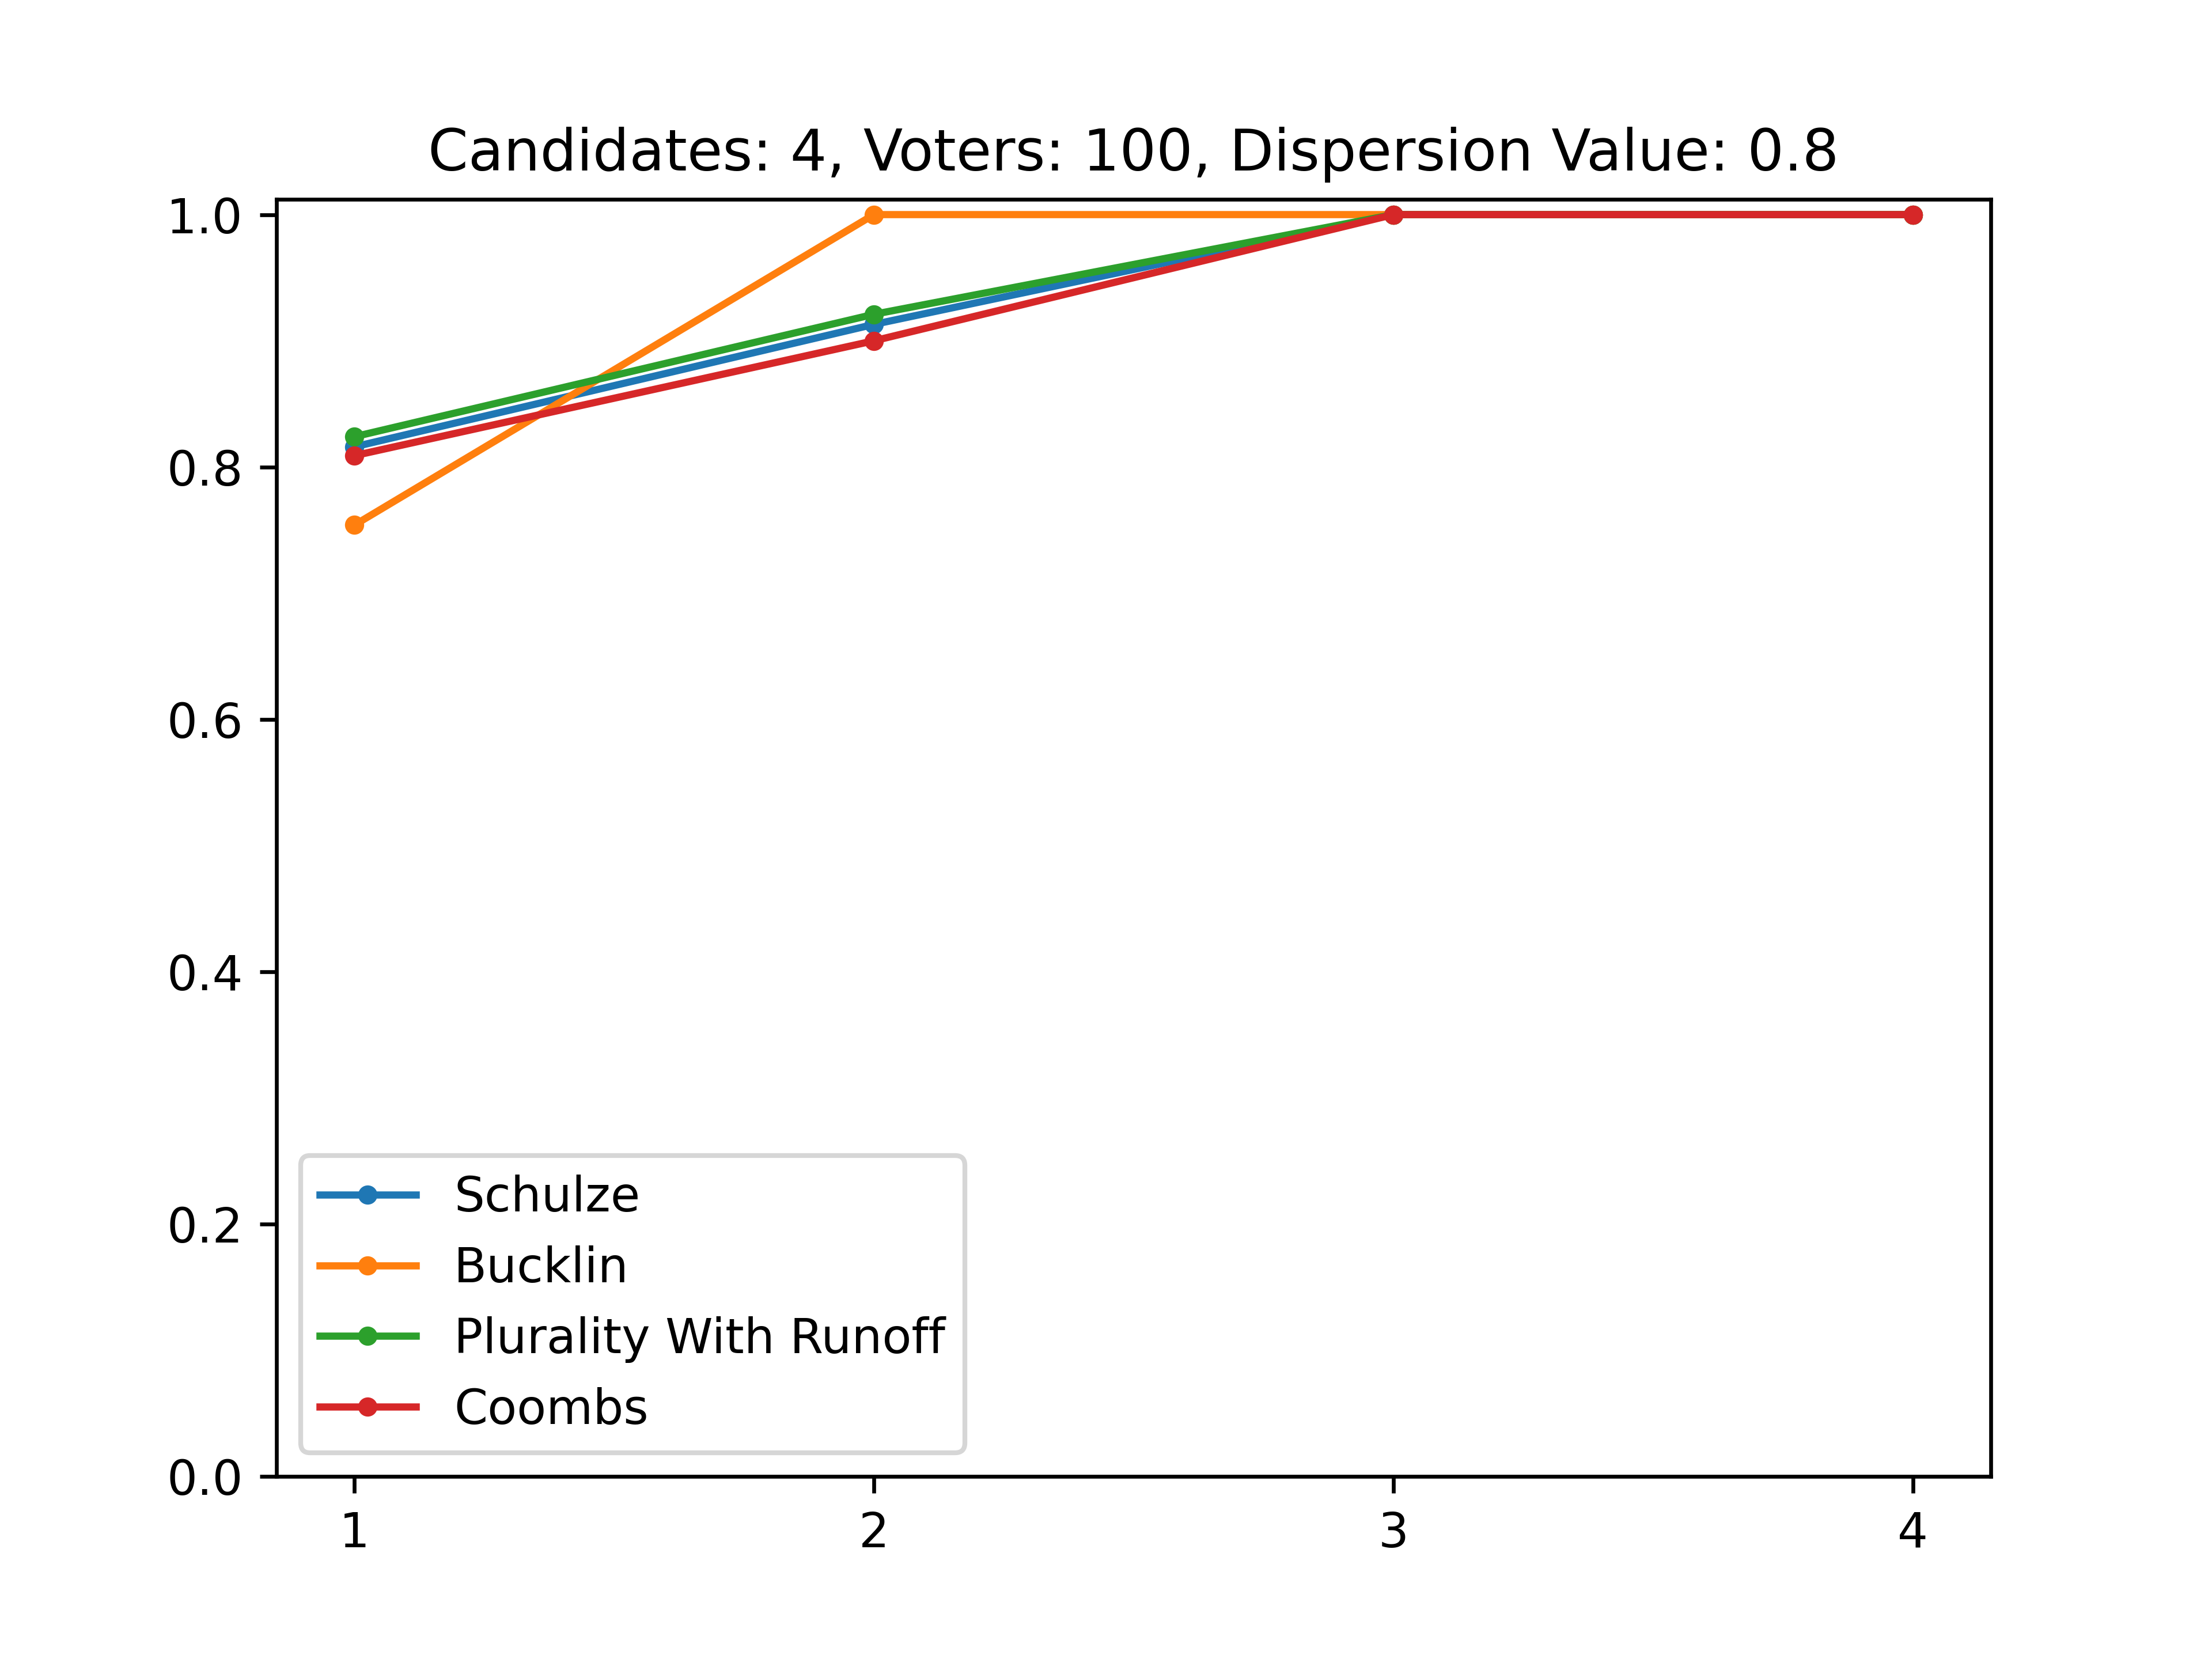 Candidates: 4, Voters: 100, Dispersion Value: 0.8
1.0
0.8
0.6
0.4
0.2
0.0
Schulze
Bucklin
Plurality With Runoff
Coombs
1 2 3 4